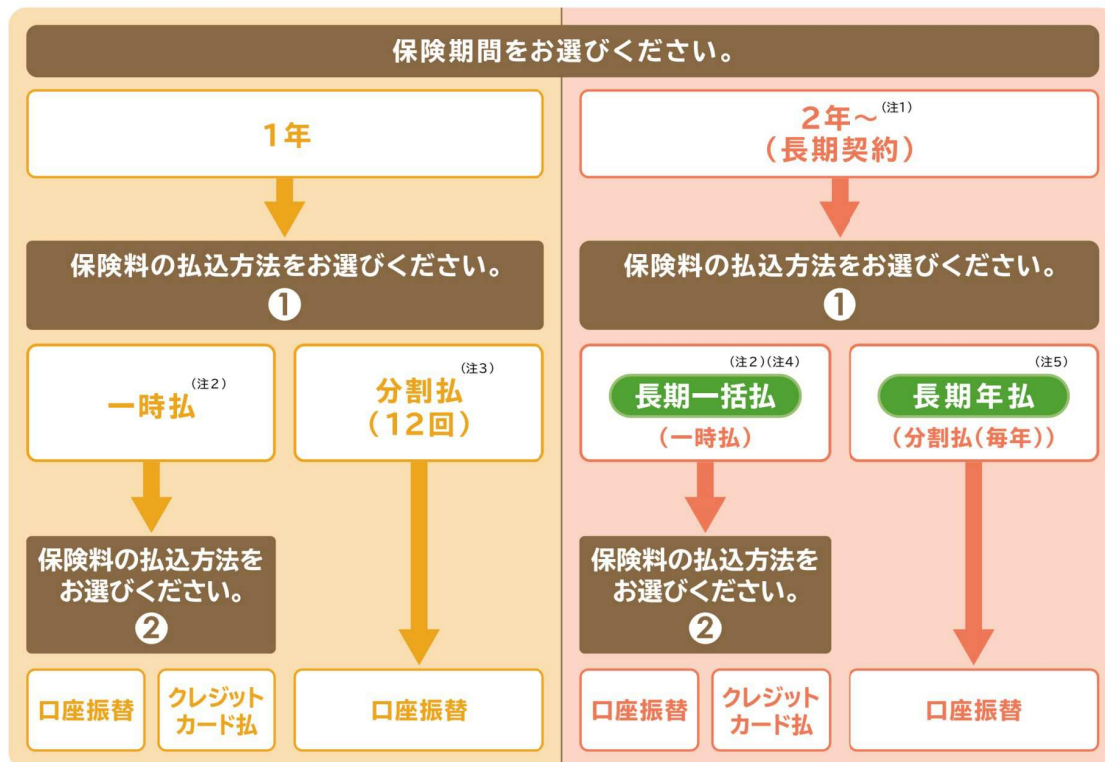 保険期間をお選びください。
1年
保険料の払込方法をお選びください。
❶
一時払(注2)
分割払(注3)
(12回)
保険料の払込方法を
お選びください。
❷
口座振替
クレジット
カード払
口座振替
2年～(注1)
(長期契約)
保険料の払込方法をお選びください。
❶
(注2)(注4)
長期一括払
(一時払)
(注5)
長期年払
(分割払(毎年))
保険料の払込方法を
お選びください。
❷
口座振替
クレジット
カード払
口座振替